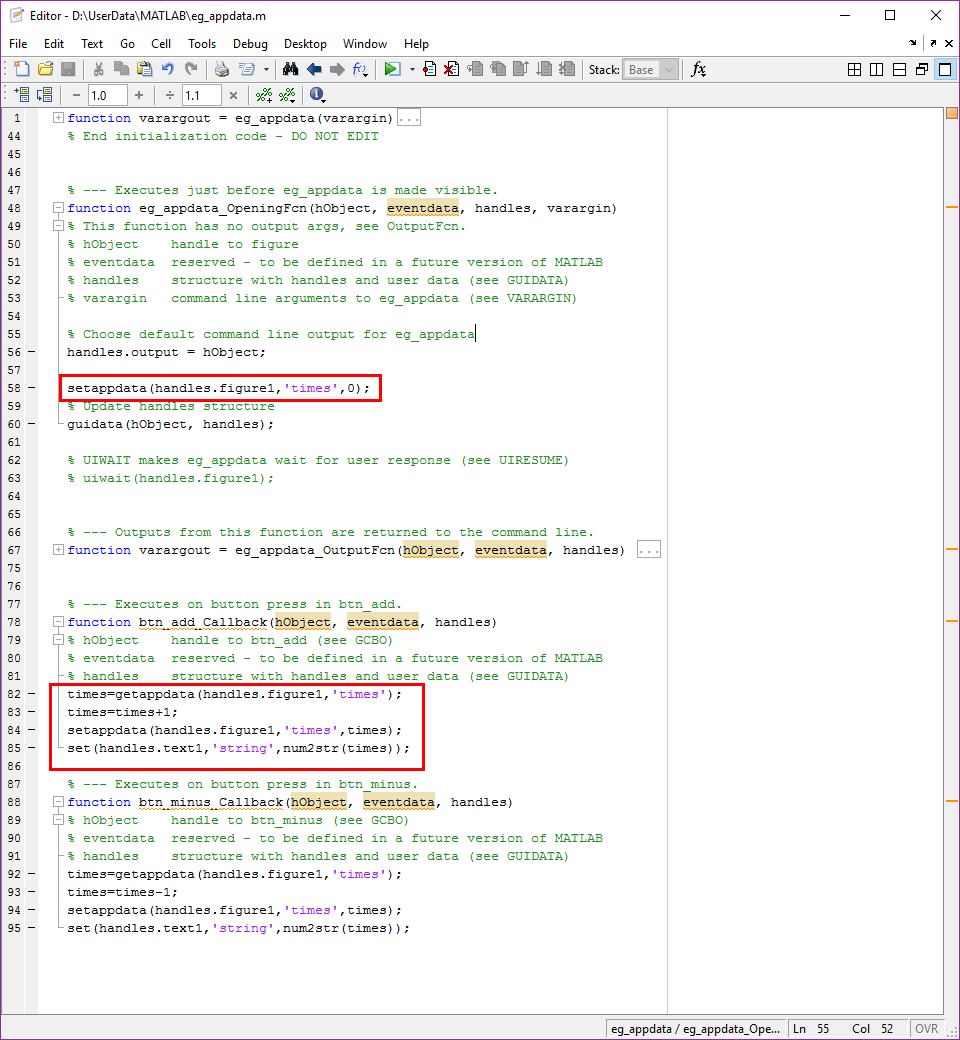 Editor - D:\UserData\MATLAB\eg_appdata.m
File Edit Text Go Cell Tools Debug Desktop Window Help
Stack: Base fx
1.0 1.1
1 function varargout = eg_appdata(varargin) ...
44 % End initialization code - DO NOT EDIT
45
46
47 % --- Executes just before eg_appdata is made visible.
48 function eg_appdata_OpeningFcn(hObject, eventdata, handles, varargin)
49 % This function has no output args, see OutputFcn.
50 % hObject    handle to figure
51 % eventdata  reserved - to be defined in a future version of MATLAB
52 % handles    structure with handles and user data (see GUIDATA)
53 % varargin   command line arguments to eg_appdata (see VARARGIN)
54
55 % Choose default command line output for eg_appdata
56 handles.output = hObject;
57
58 setappdata(handles.figure1,'times',0);
59 % Update handles structure
60 guidata(hObject, handles);
61
62 % UIWAIT makes eg_appdata wait for user response (see UIRESUME)
63 % uiwait(handles.figure1);
64
65
66 % --- Outputs from this function are returned to the command line.
67 function varargout = eg_appdata_OutputFcn(hObject, eventdata, handles) ...
75
76
77 % --- Executes on button press in btn_add.
78 function btn_add_Callback(hObject, eventdata, handles)
79 % hObject    handle to btn_add (see GCBO)
80 % eventdata  reserved - to be defined in a future version of MATLAB
81 % handles    structure with handles and user data (see GUIDATA)
82 times=getappdata(handles.figure1,'times');
83 times=times+1;
84 setappdata(handles.figure1,'times',times);
85 set(handles.text1,'string',num2str(times));
86
87 % --- Executes on button press in btn_minus.
88 function btn_minus_Callback(hObject, eventdata, handles)
89 % hObject    handle to btn_minus (see GCBO)
90 % eventdata  reserved - to be defined in a future version of MATLAB
91 % handles    structure with handles and user data (see GUIDATA)
92 times=getappdata(handles.figure1,'times');
93 times=times-1;
94 setappdata(handles.figure1,'times',times);
95 set(handles.text1,'string',num2str(times));
eg_appdata / eg_appdata_Ope... Ln 55 Col 52 OVR